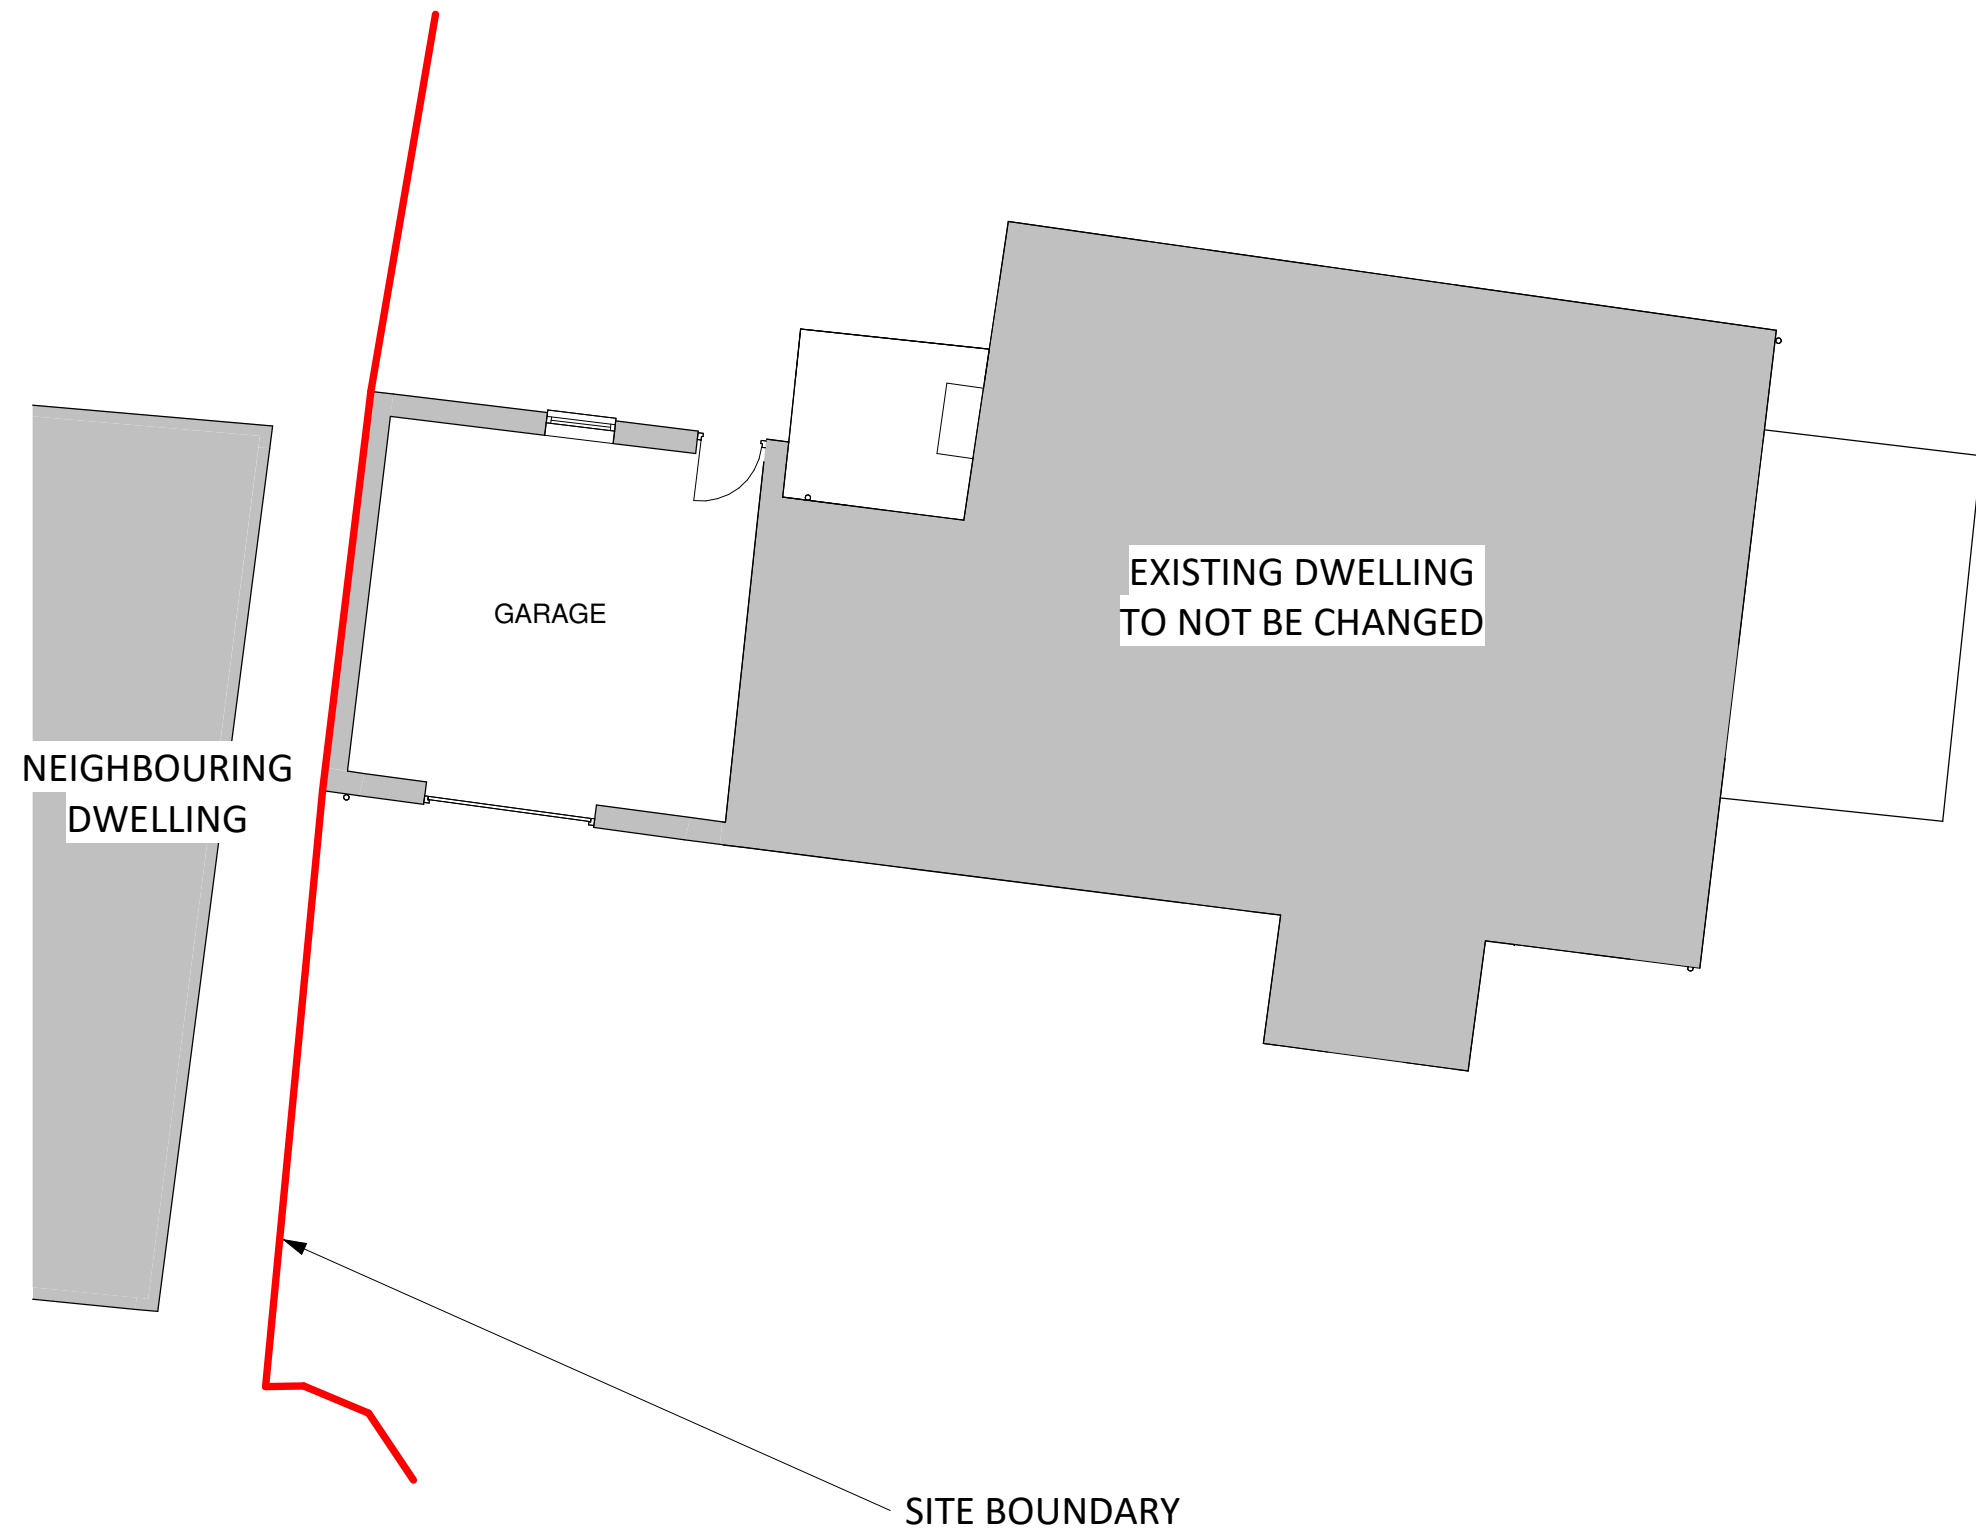 EXISTING DWELLING
TO NOT BE CHANGED
GARAGE
NEIGHBOURING
DWELLING
SITE BOUNDARY